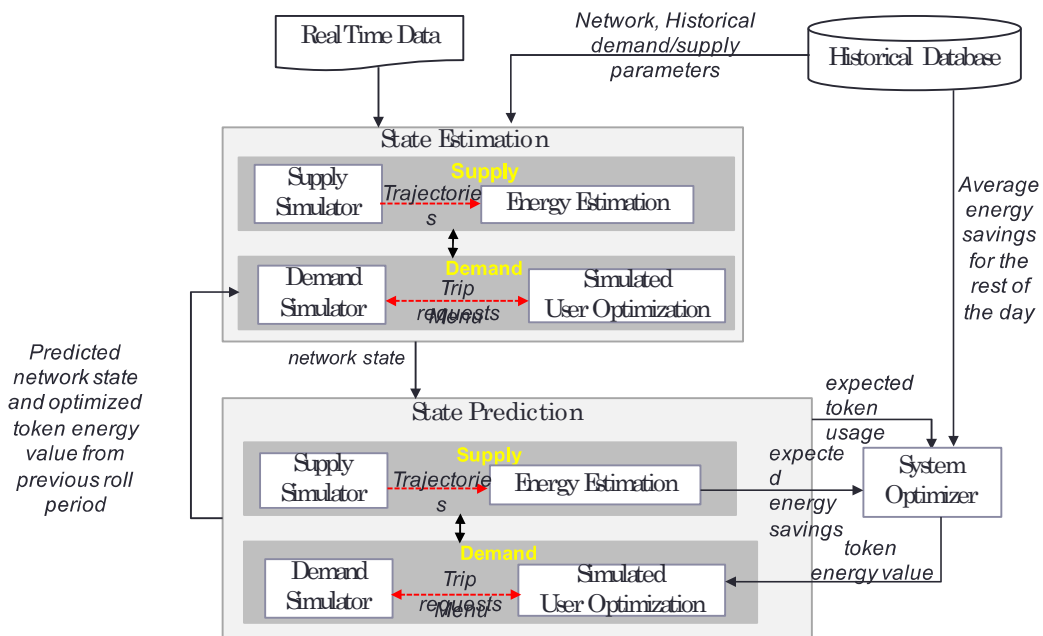 Real Time Data
Network, Historical
demand/supply
parameters
Historical Database
State Estimation
Supply
Supply
Simulator
Trajectorie
s
Energy Estimation
Demand
Demand
Simulator
Trip
requests
Menu
Simulated
User Optimization
Average
energy
savings
for the
rest of
the day
network state
Predicted
network state
and optimized
token energy
value from
previous roll
period
State Prediction
expected
token
usage
Supply
Supply
Simulator
Trajectorie
s
Energy Estimation
expecte
d
energy
savings
System
Optimizer
Demand
Demand
Simulator
Trip
requests
Menu
Simulated
User Optimization
token
energy value